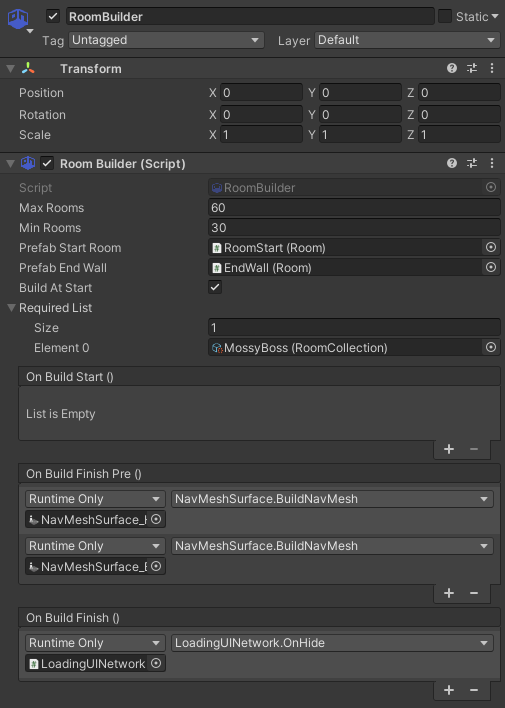 RoomBuilder Static
Tag Untagged Layer Default
Transform
Position X 0 Y 0 Z 0
Rotation X 0 Y 0 Z 0
Scale X 1 Y 1 Z 1
Room Builder (Script)
Script RoomBuilder
Max Rooms 60
Min Rooms 30
Prefab Start Room RoomStart (Room)
Prefab End Wall EndWall (Room)
Build At Start
Required List
Size 1
Element 0 MossyBoss (RoomCollection)
On Build Start ()
List is Empty
On Build Finish Pre ()
Runtime Only NavMeshSurface.BuildNavMesh
NavMeshSurface_
Runtime Only NavMeshSurface.BuildNavMesh
NavMeshSurface_
On Build Finish ()
Runtime Only LoadingUINetwork.OnHide
LoadingUINetwork